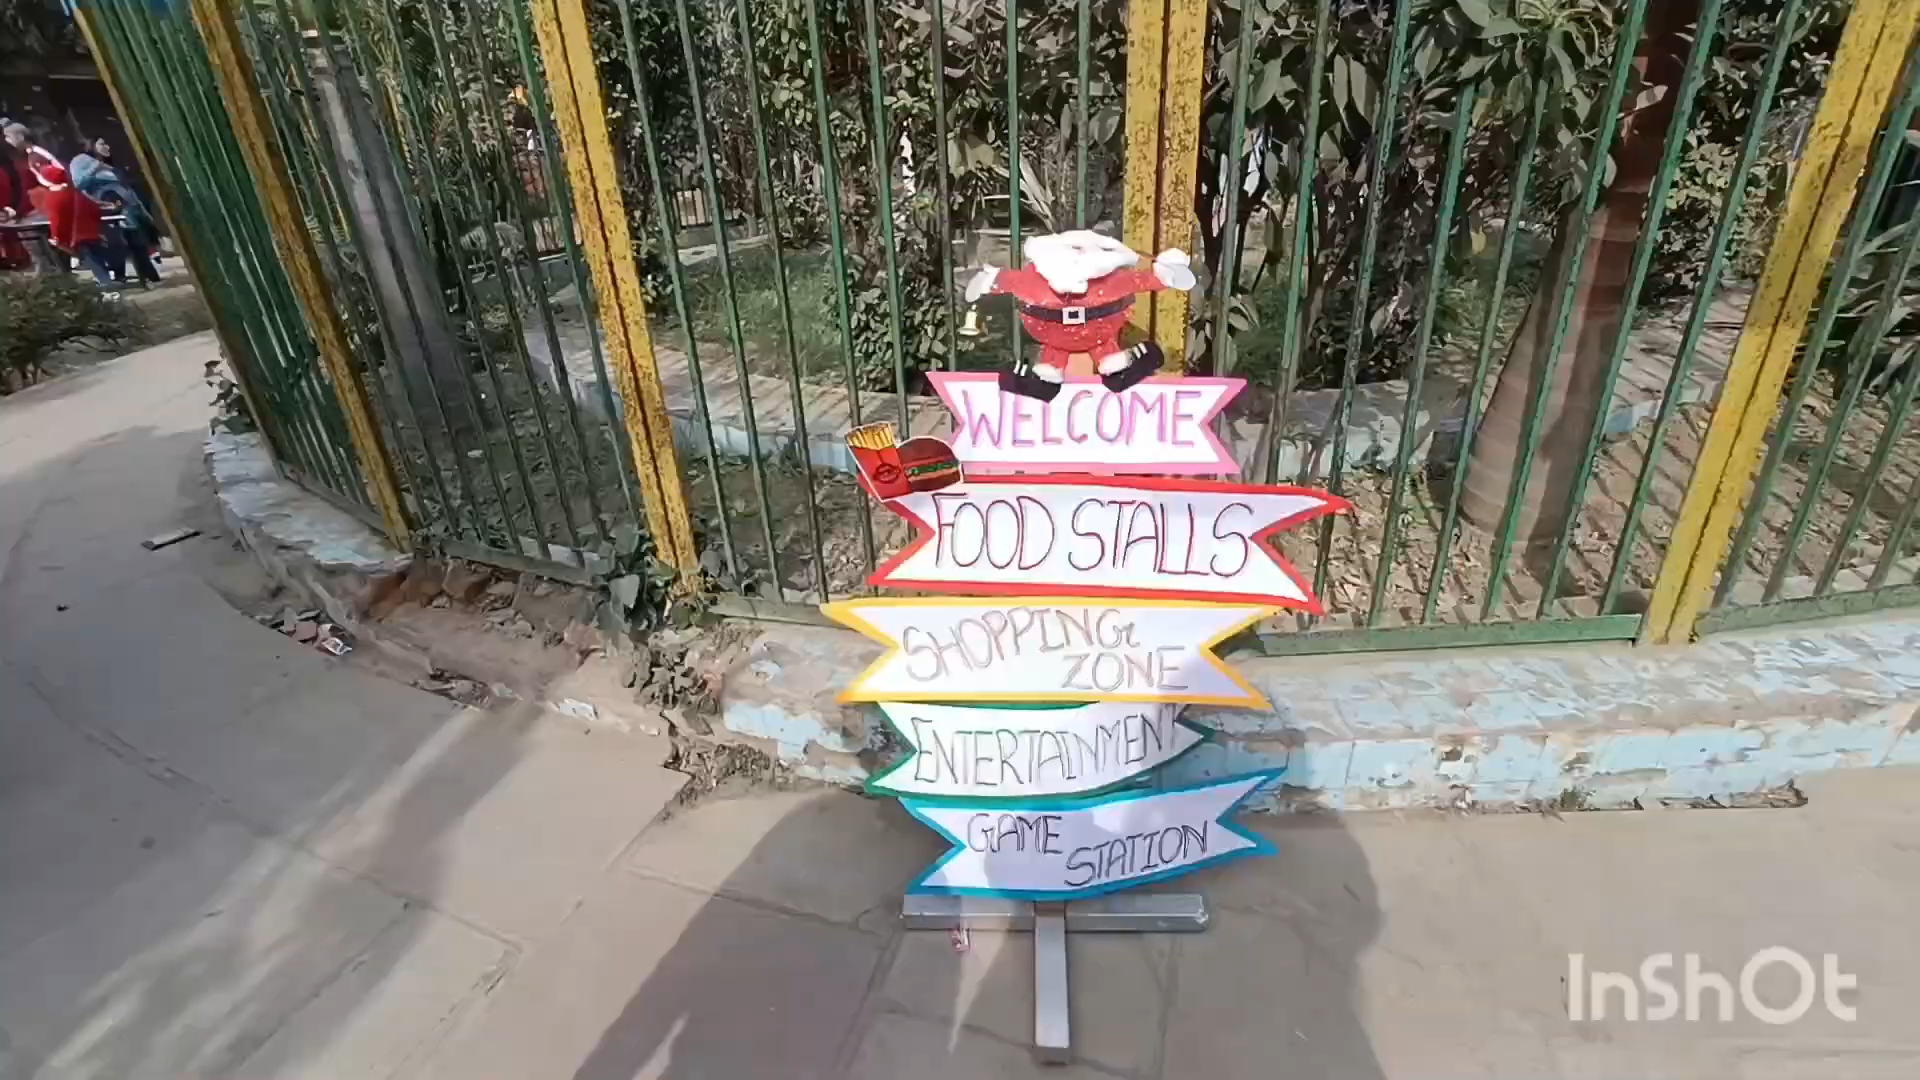 WELCOME
FOOD STALLS
SHOPPING
ZONE
ENTERTAINMENT
GAME
STATION
InShOt